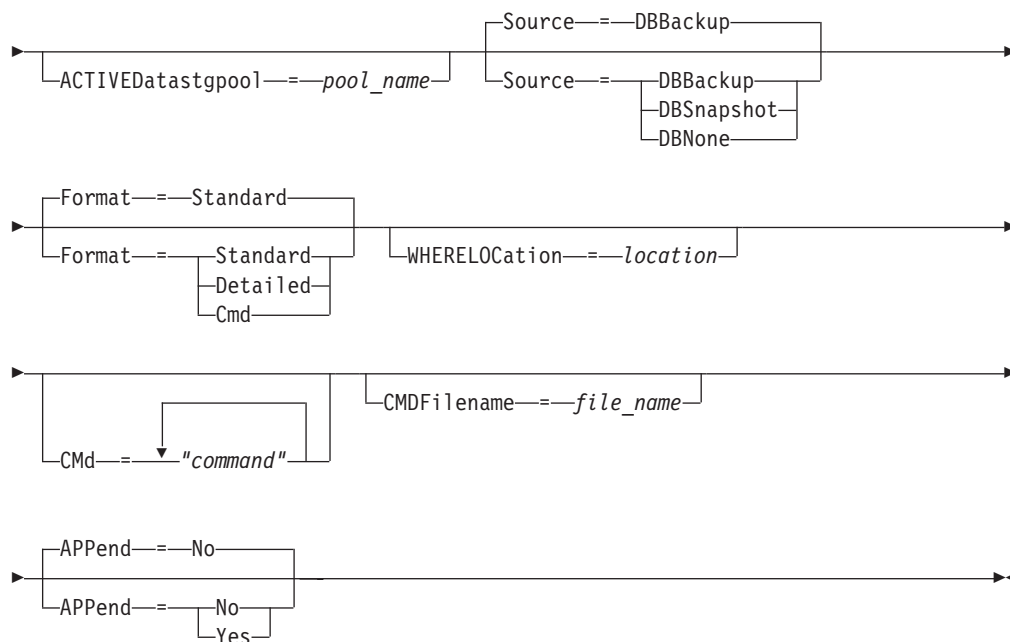 Source = DBBackup
ACTIVEDatastgpool = pool_name
Source = DBBackup
DBSnapshot
DBNone
Format = Standard
Format = Standard
Detailed
Cmd
WHERELOCation = location
CMd = "command"
CMDFilename = file_name
APPend = No
APPend = No
Yes